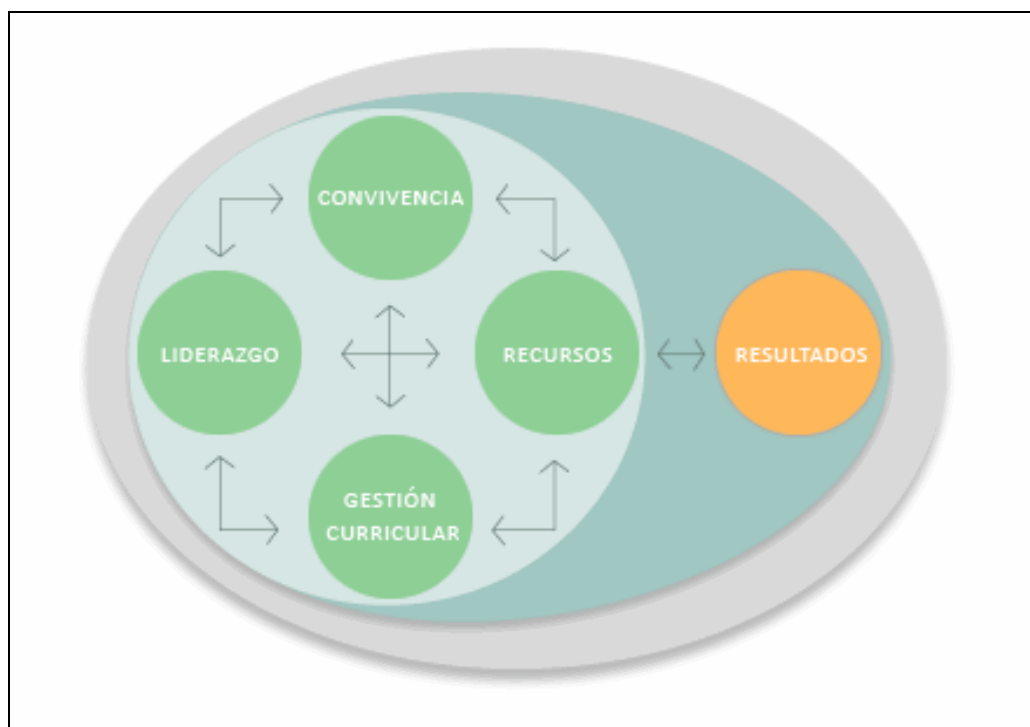 CONVIVENCIA
LIDERAZGO
RECURSOS
RESULTADOS
GESTIÓN
CURRICULAR